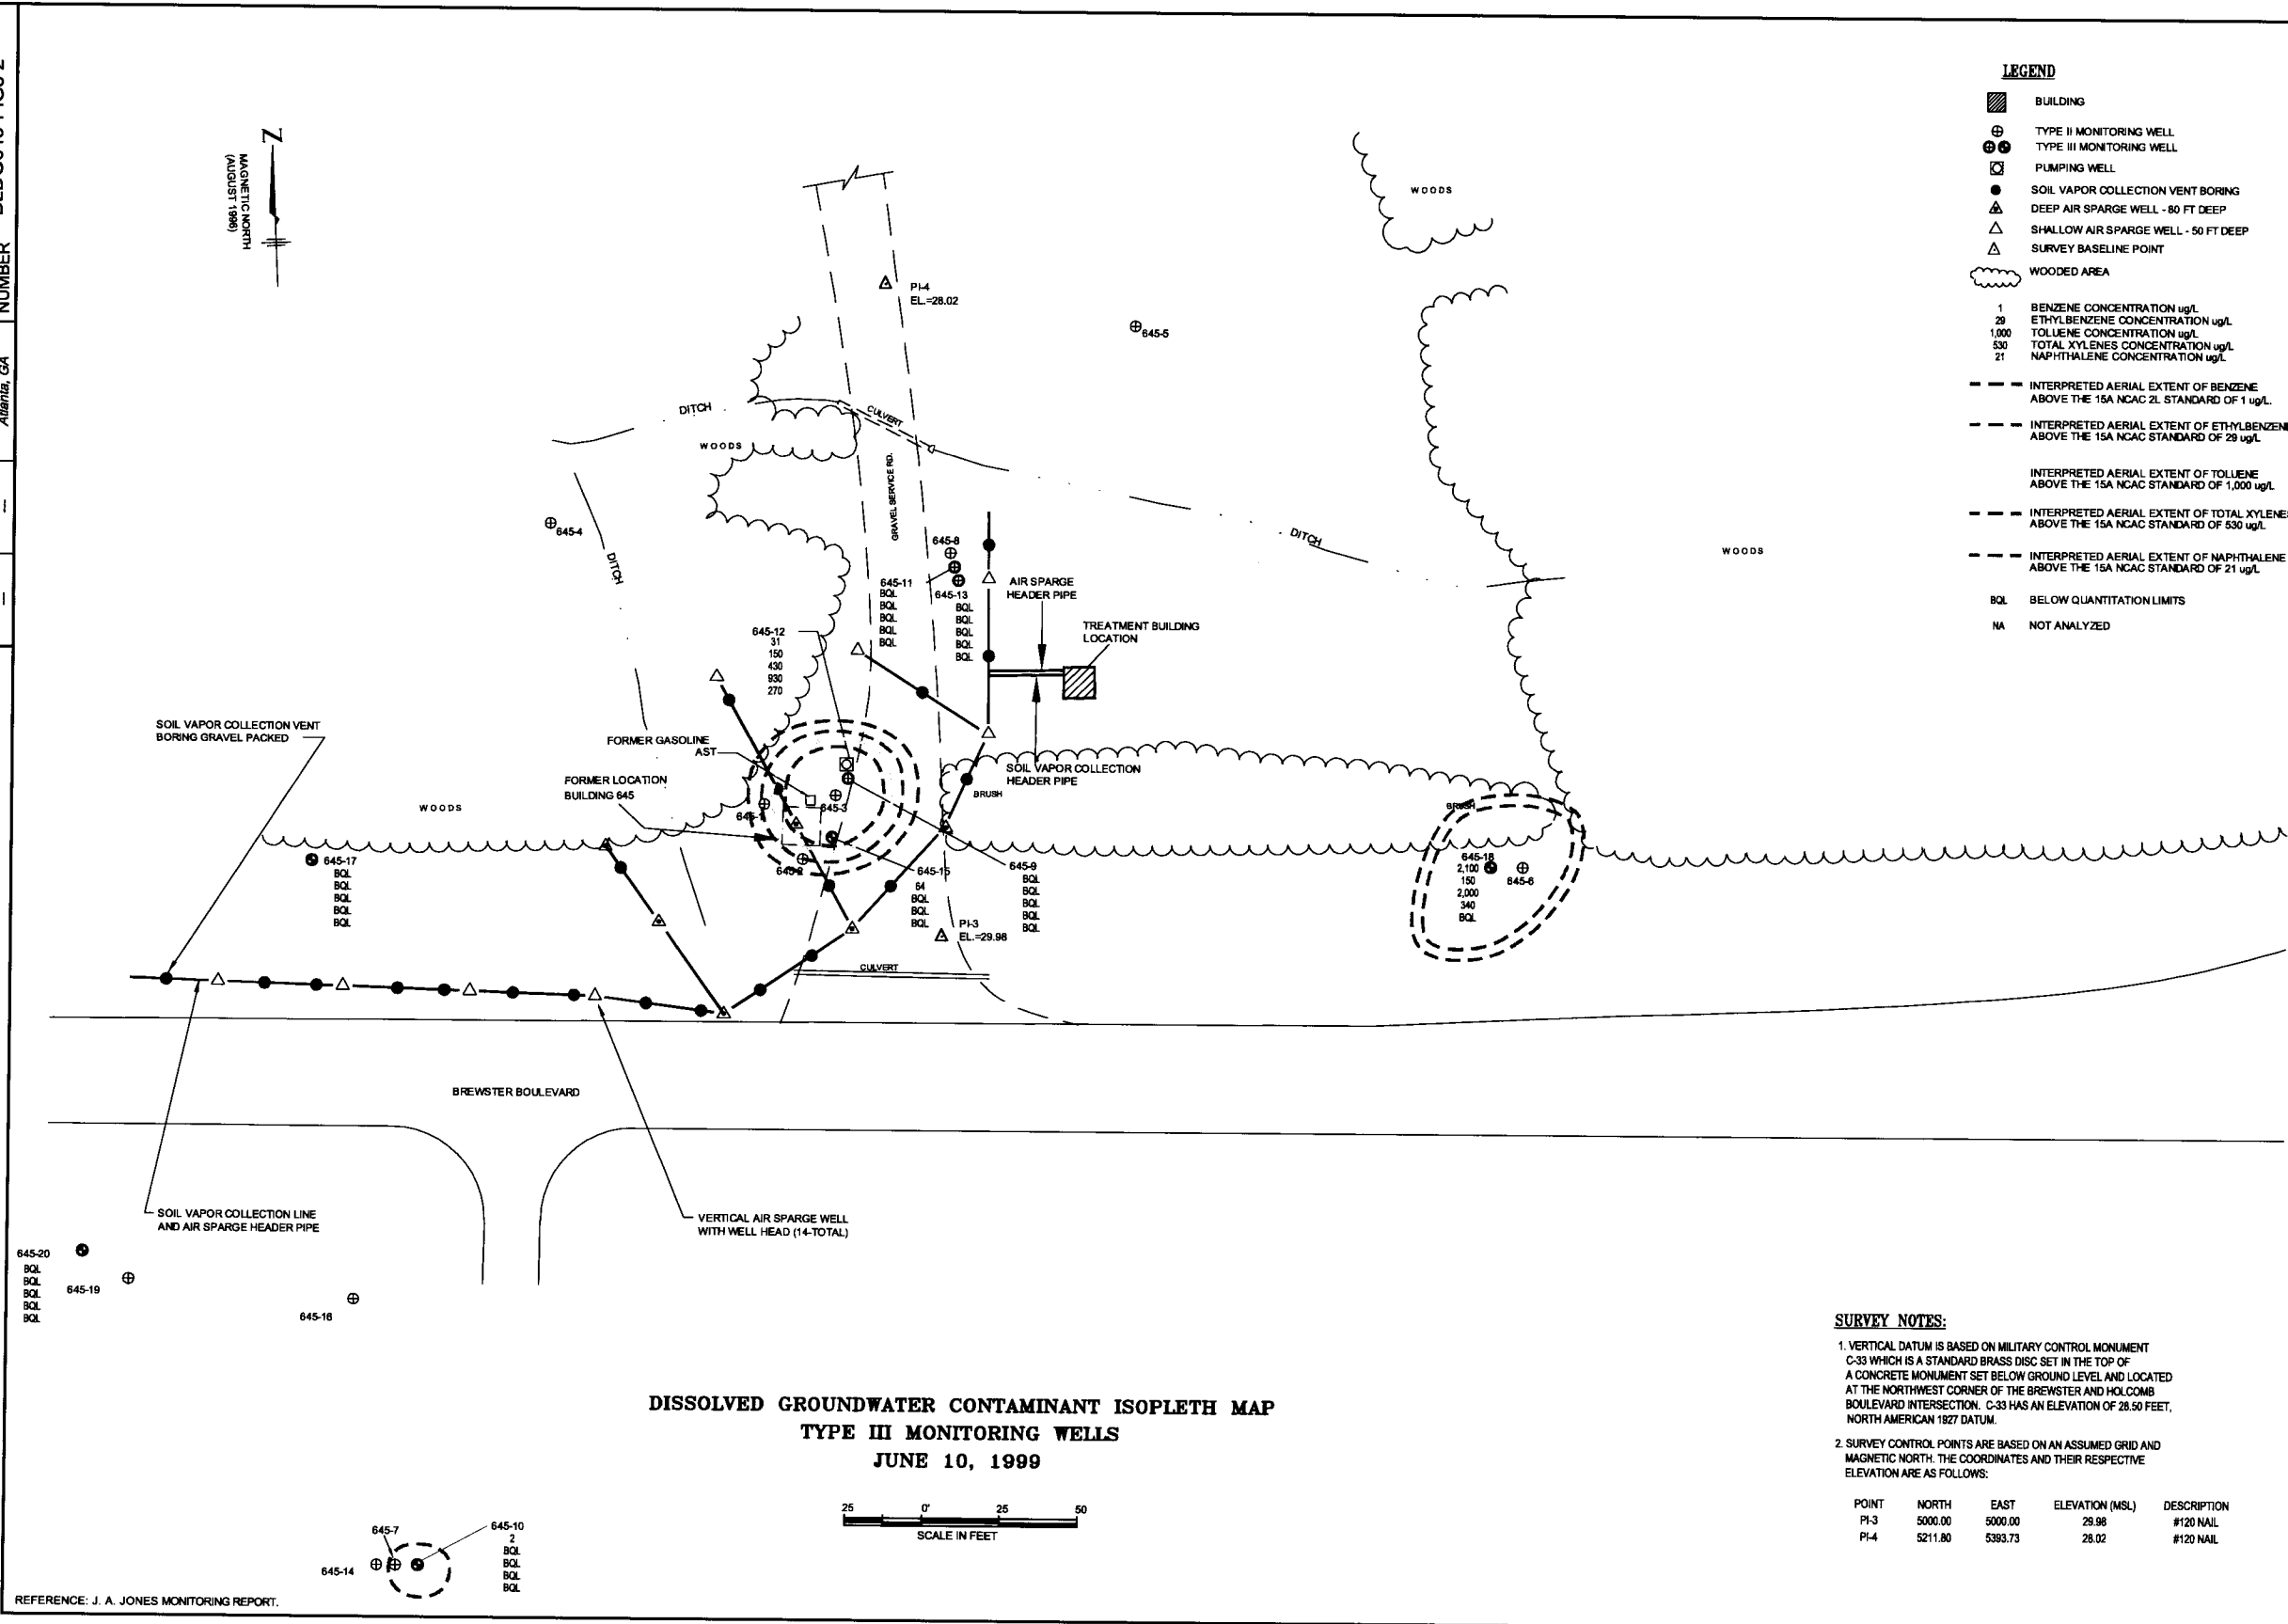 NUMBER
Atlanta, GA
--
--
N
MAGNETIC NORTH
(AUGUST 1996)
LEGEND
BUILDING
TYPE II MONITORING WELL
TYPE III MONITORING WELL
PUMPING WELL
SOIL VAPOR COLLECTION VENT BORING
DEEP AIR SPARGE WELL - 80 FT DEEP
SHALLOW AIR SPARGE WELL - 50 FT DEEP
SURVEY BASELINE POINT
WOODED AREA
1 BENZENE CONCENTRATION ug/L
29 ETHYLBENZENE CONCENTRATION ug/L
1,000 TOLUENE CONCENTRATION ug/L
530 TOTAL XYLENES CONCENTRATION ug/L
21 NAPHTHALENE CONCENTRATION ug/L
INTERPRETED AERIAL EXTENT OF BENZENE
ABOVE THE 15A NCAC 2L STANDARD OF 1 ug/L.
INTERPRETED AERIAL EXTENT OF ETHYLBENZENE
ABOVE THE 15A NCAC STANDARD OF 29 ug/L
INTERPRETED AERIAL EXTENT OF TOLUENE
ABOVE THE 15A NCAC STANDARD OF 1,000 ug/L
INTERPRETED AERIAL EXTENT OF TOTAL XYLENES
ABOVE THE 15A NCAC STANDARD OF 530 ug/L
INTERPRETED AERIAL EXTENT OF NAPHTHALENE
ABOVE THE 15A NCAC STANDARD OF 21 ug/L
BQL BELOW QUANTITATION LIMITS
NA NOT ANALYZED
WOODS
PI-4
EL.=28.02
645-5
DITCH
CULVERT
WOODS
GRAVEL SERVICE RD.
645-4
DITCH
DITCH
WOODS
645-8
645-11
BQL
BQL
BQL
BQL
BQL
645-13
BQL
BQL
BQL
BQL
BQL
AIR SPARGE
HEADER PIPE
TREATMENT BUILDING
LOCATION
645-12
31
150
430
930
270
SOIL VAPOR COLLECTION VENT
BORING GRAVEL PACKED
FORMER GASOLINE
AST
FORMER LOCATION
BUILDING 645
SOIL VAPOR COLLECTION
HEADER PIPE
BRUSH
BRUSH
WOODS
645-1
645-3
645-2
645-17
BQL
BQL
BQL
BQL
BQL
645-15
64
BQL
BQL
BQL
645-9
BQL
BQL
BQL
BQL
BQL
645-18
2,100
150
2,000
340
BQL
645-6
PI-3
EL.=29.98
CULVERT
BREWSTER BOULEVARD
SOIL VAPOR COLLECTION LINE
AND AIR SPARGE HEADER PIPE
VERTICAL AIR SPARGE WELL
WITH WELL HEAD (14-TOTAL)
645-20
BQL
BQL
BQL
BQL
BQL
645-19
645-16
SURVEY NOTES:
1. VERTICAL DATUM IS BASED ON MILITARY CONTROL MONUMENT
C-33 WHICH IS A STANDARD BRASS DISC SET IN THE TOP OF
A CONCRETE MONUMENT SET BELOW GROUND LEVEL AND LOCATED
AT THE NORTHWEST CORNER OF THE BREWSTER AND HOLCOMB
BOULEVARD INTERSECTION. C-33 HAS AN ELEVATION OF 28.50 FEET,
NORTH AMERICAN 1927 DATUM.
2. SURVEY CONTROL POINTS ARE BASED ON AN ASSUMED GRID AND
MAGNETIC NORTH. THE COORDINATES AND THEIR RESPECTIVE
ELEVATION ARE AS FOLLOWS:
POINT NORTH EAST ELEVATION (MSL) DESCRIPTION
PI-3 5000.00 5000.00 29.98 #120 NAIL
PI-4 5211.80 5393.73 28.02 #120 NAIL
DISSOLVED GROUNDWATER CONTAMINANT ISOPLETH MAP
TYPE III MONITORING WELLS
JUNE 10, 1999
25 0' 25 50
SCALE IN FEET
645-7
645-14
645-10
2
BQL
BQL
BQL
BQL
REFERENCE: J. A. JONES MONITORING REPORT.